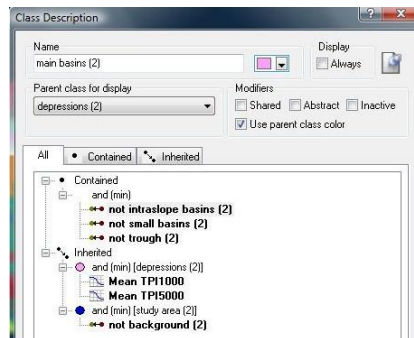 Class Description
Name
main basins (2)
Display
Always
Parent class for display
depressions (2)
Modifiers
Shared Abstract Inactive
Use parent class color
All Contained Inherited
Contained
and (min)
not intraslope basins (2)
not small basins (2)
not trough (2)
Inherited
and (min) [depressions (2)]
Mean TPI1000
Mean TPI5000
and (min) [study area (2)]
not background (2)